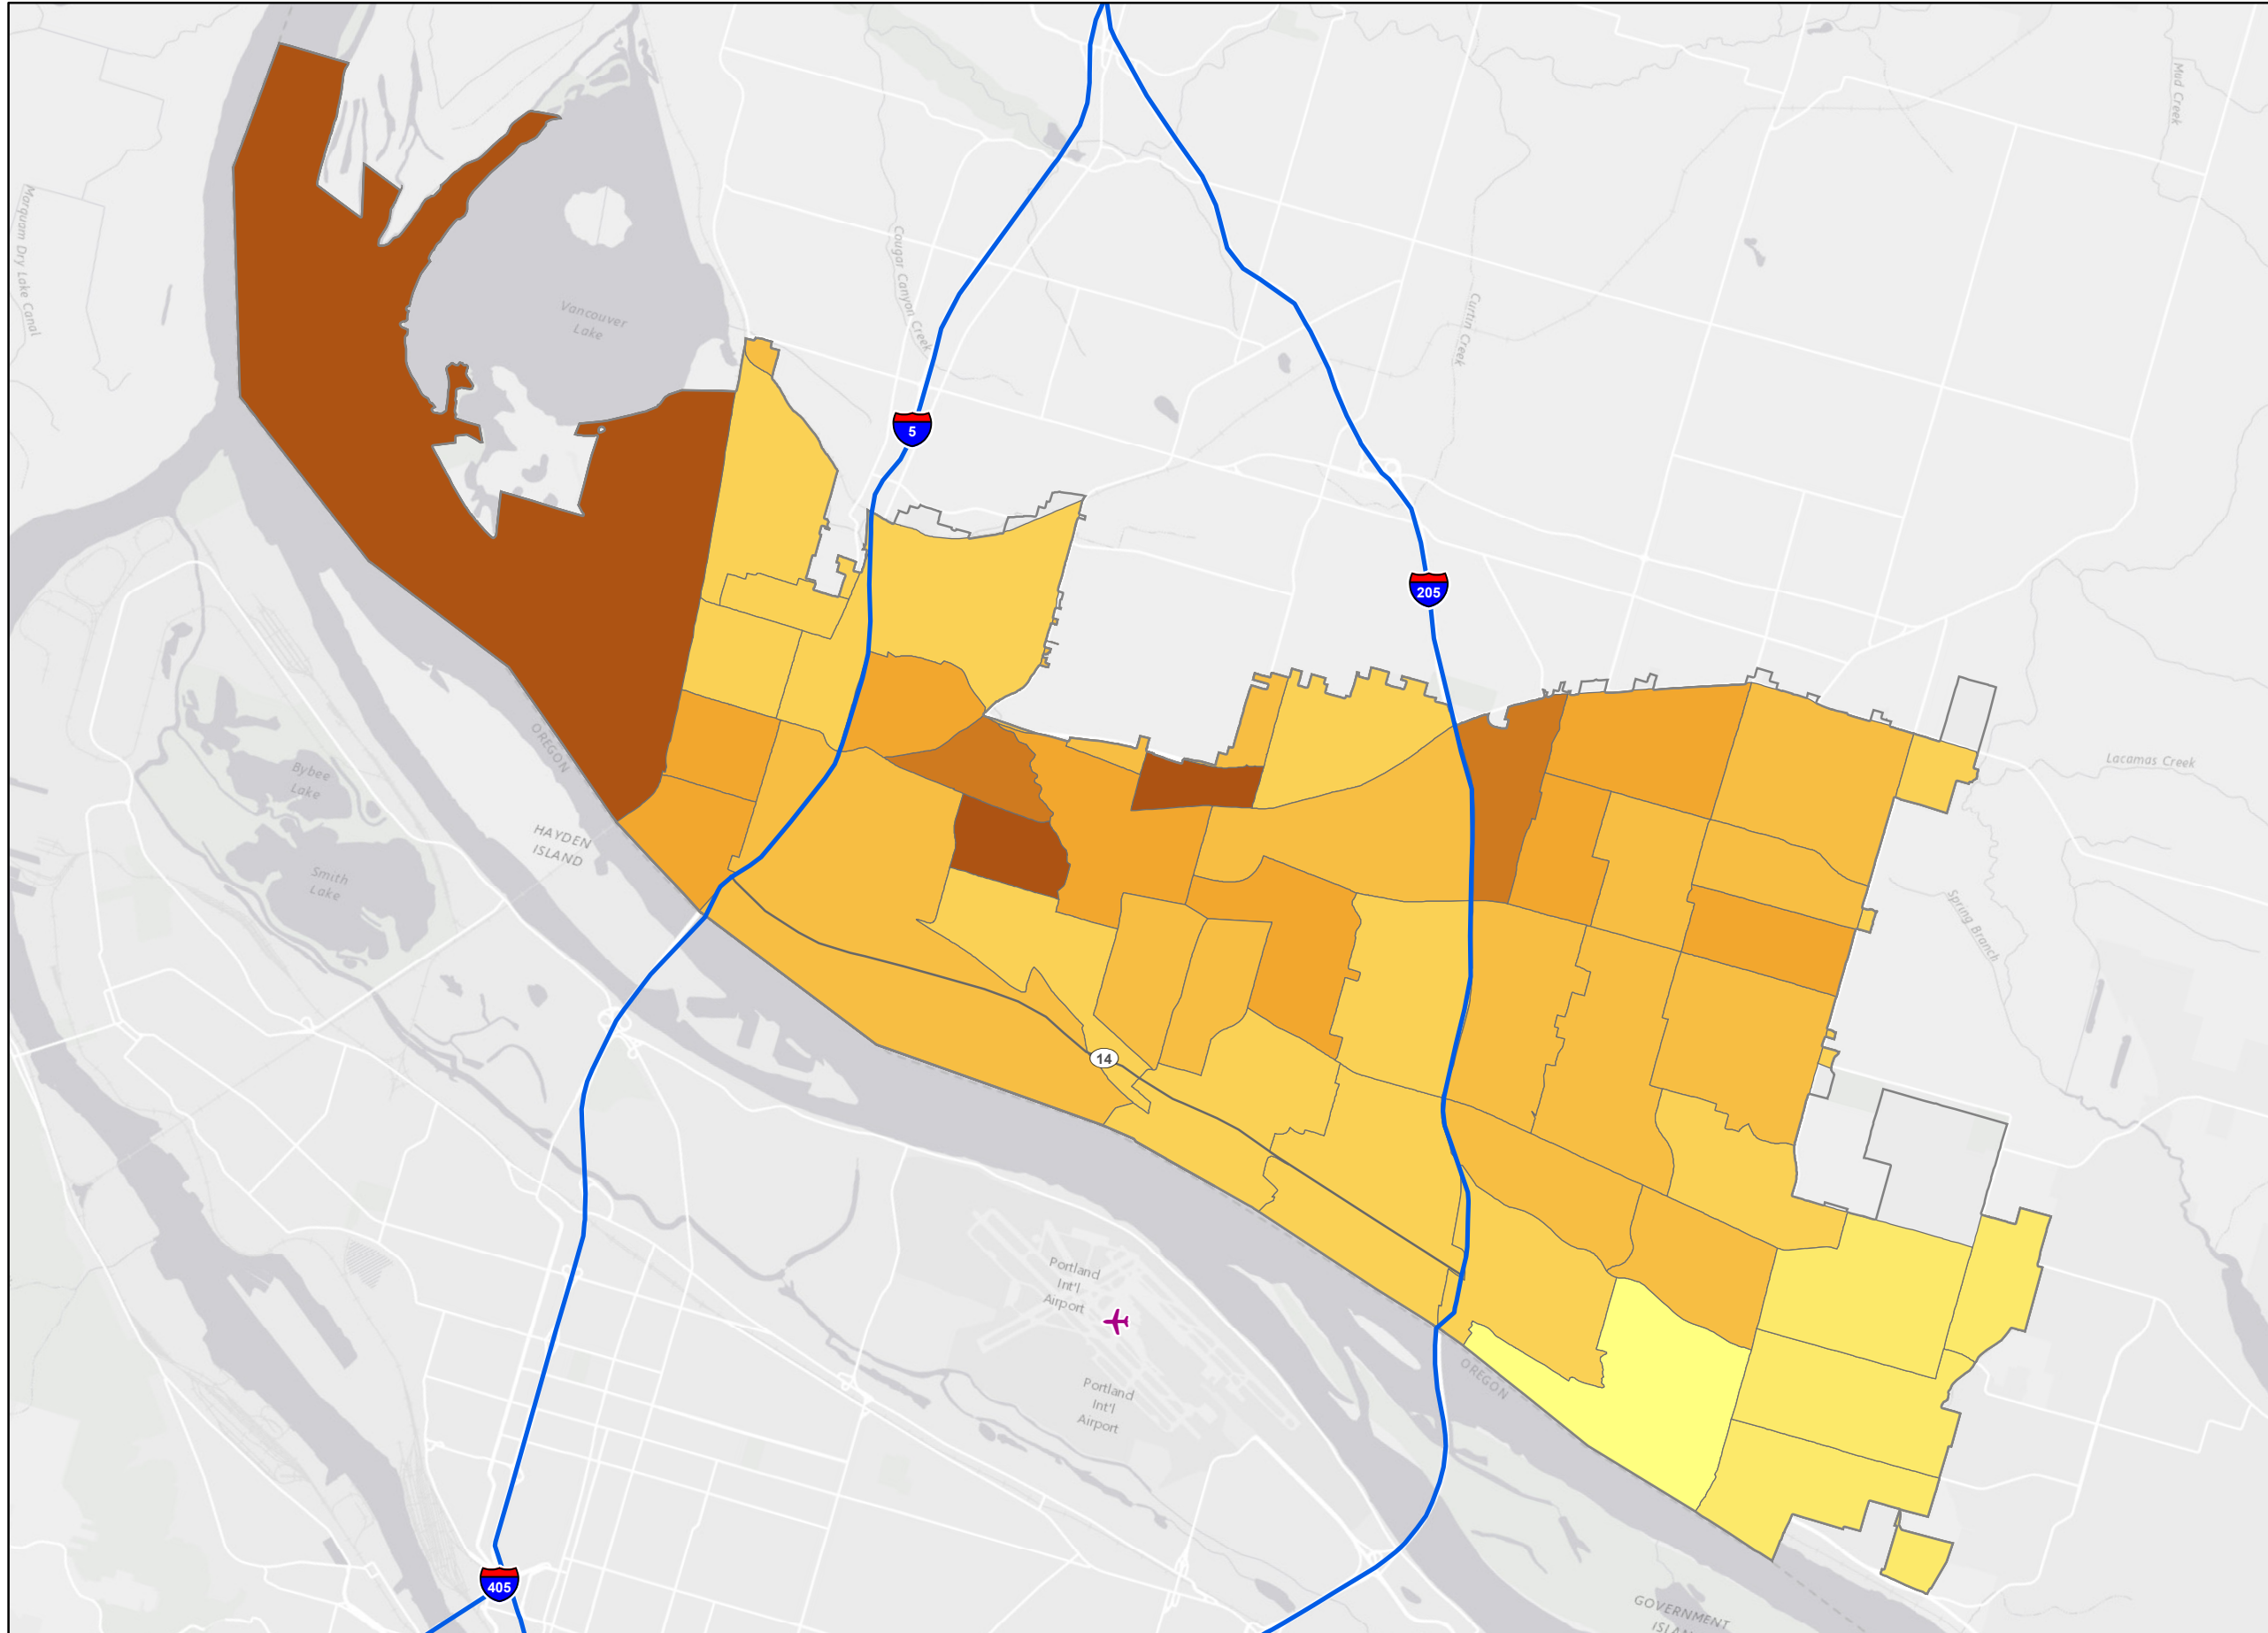 Mud Creek
Marquam Dry Lake Canal
Cougar Canyon Creek
Vancouver
Lake
Curtin Creek
5
205
OREGON
Lacamas Creek
Bybee
Lake
HAYDEN
ISLAND
Smith
Lake
Spring Branch
14
Portland
Int'l
Airport
OREGON
Portland
Int'l
Airport
405
GOVERNMENT